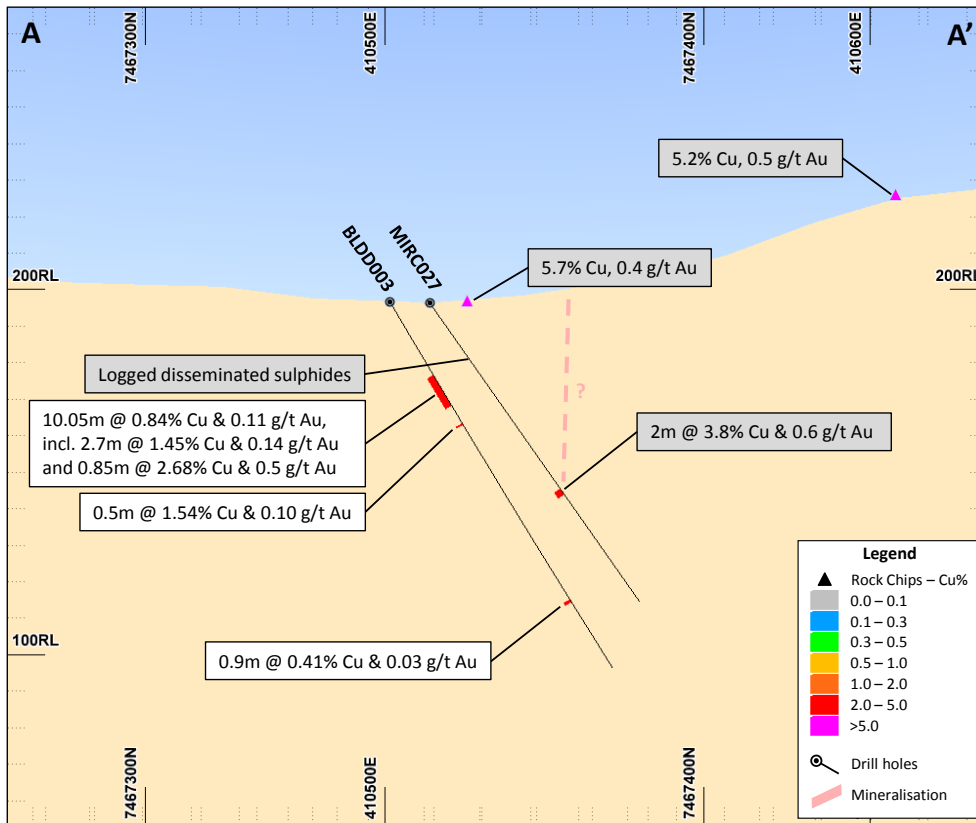 A
7467300N
410500E
7467400N
410600E
A’
5.2% Cu, 0.5 g/t Au
BLDD003
MIRC027
5.7% Cu, 0.4 g/t Au
200RL
200RL
Logged disseminated sulphides
?
10.05m @ 0.84% Cu & 0.11 g/t Au,
incl. 2.7m @ 1.45% Cu & 0.14 g/t Au
and 0.85m @ 2.68% Cu & 0.5 g/t Au
2m @ 3.8% Cu & 0.6 g/t Au
0.5m @ 1.54% Cu & 0.10 g/t Au
0.9m @ 0.41% Cu & 0.03 g/t Au
100RL
Legend
Rock Chips – Cu%
0.0 – 0.1
0.1 – 0.3
0.3 – 0.5
0.5 – 1.0
1.0 – 2.0
2.0 – 5.0
>5.0
Drill holes
Mineralisation
7467300N
410500E
7467400N